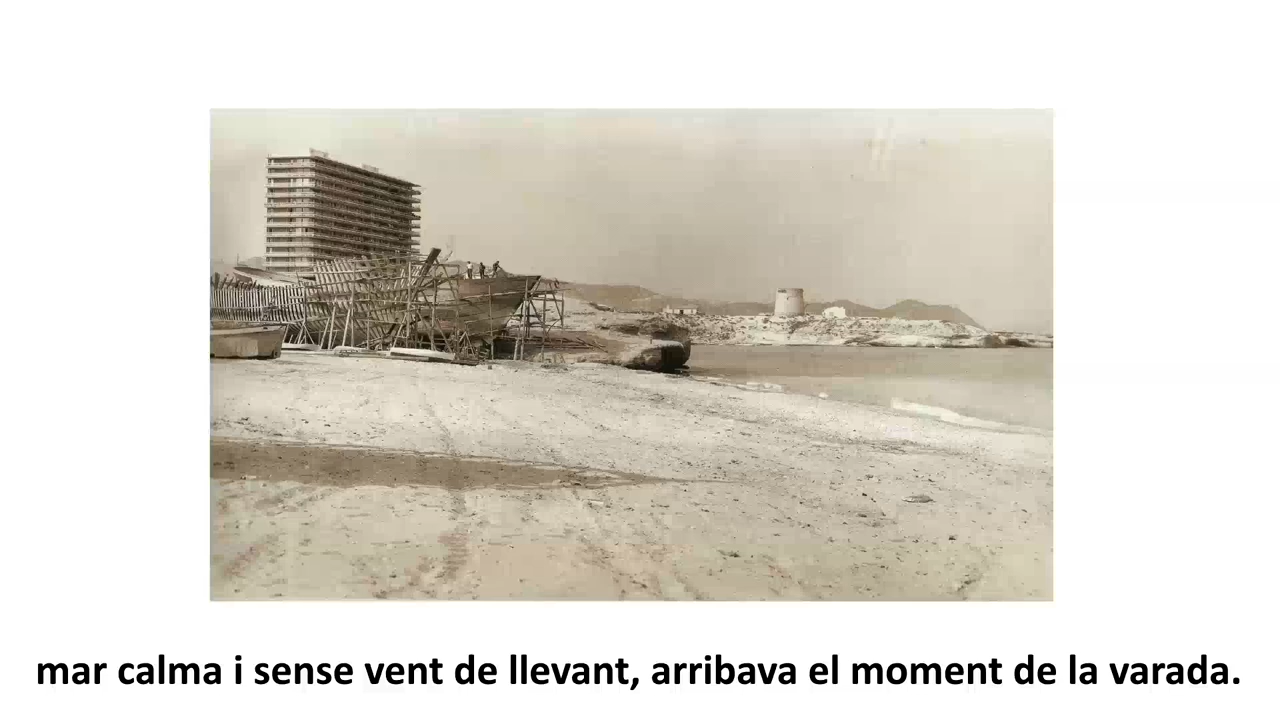 mar calma i sense vent de llevant, arribava el moment de la varada.